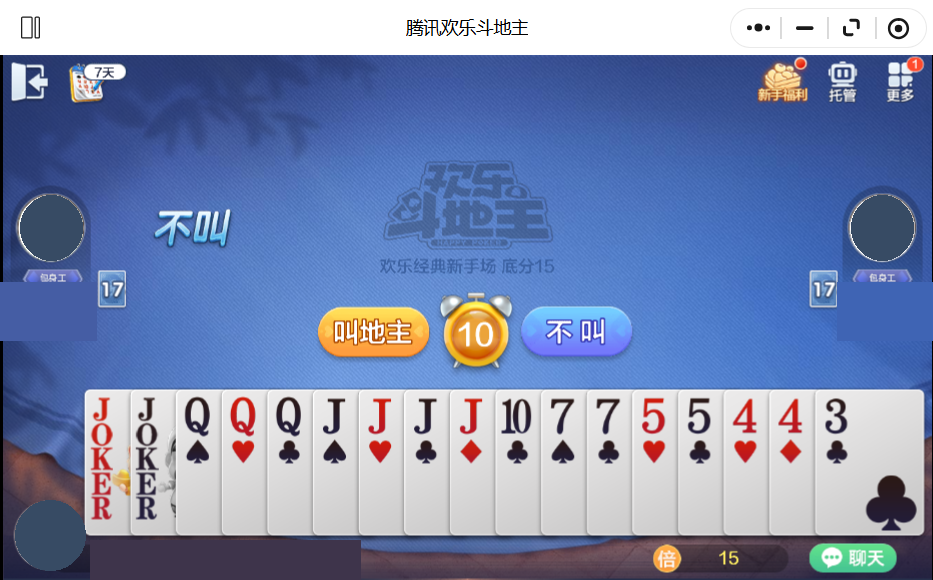 腾讯欢乐斗地主
7天
新手福利
托管
更多
1
欢乐
斗地主
HAPPY POKER
不叫
欢乐经典新手场 底分15
包身工
包身工
17
17
叫地主
10
不叫
JOKER JOKER Q Q Q J J J J 10 7 7 5 5 4 4 3
倍 15
聊天